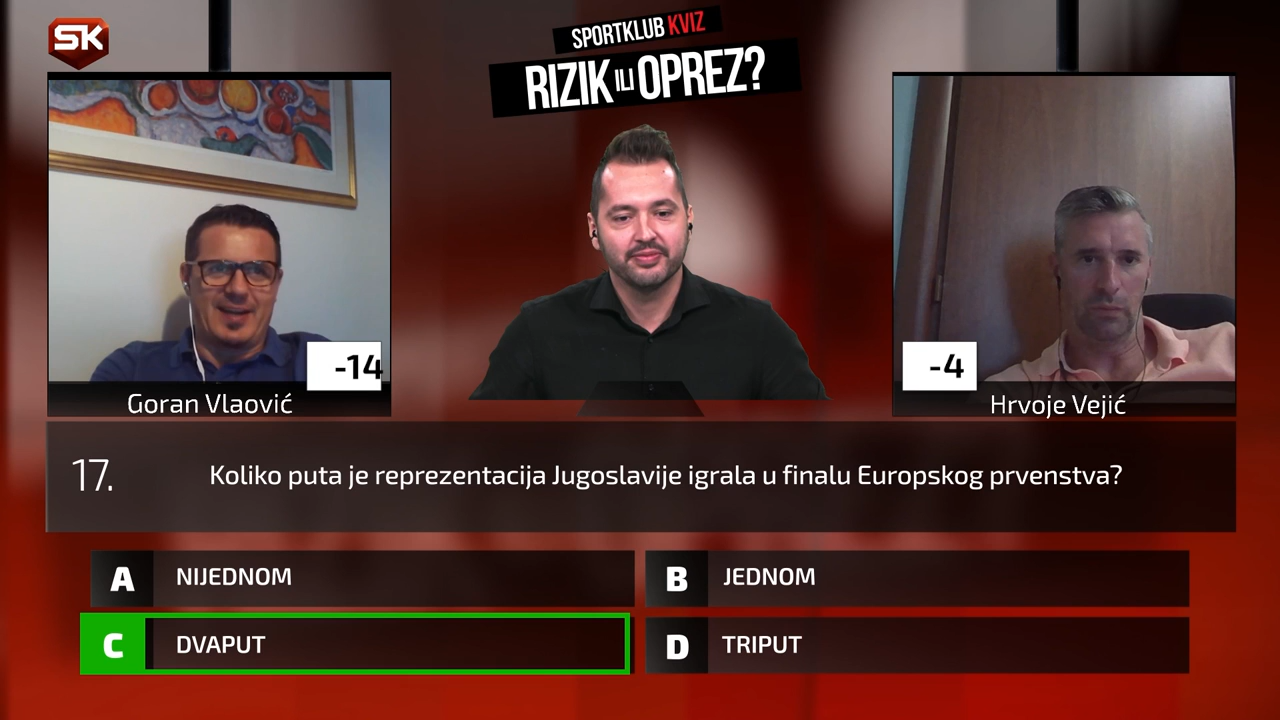 SK
SPORTKLUB KVIZ
RIZIK ILI OPREZ?
-14
-4
Goran Vlaović
Hrvoje Vejić
17.
Koliko puta je reprezentacija Jugoslavije igrala u finalu Europskog prvenstva?
A NIJEDNOM
B JEDNOM
C DVAPUT
D TRIPUT